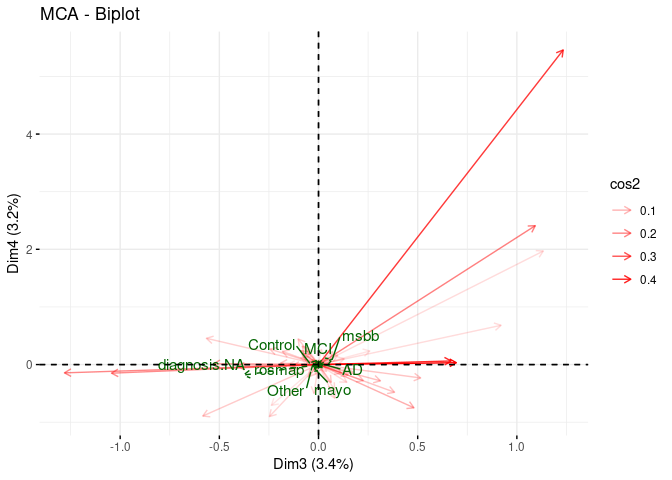 MCA - Biplot
Dim4 (3.2%)
4
2
0
Control
MCI
msbb
diagnosis.NA
rosmap
AD
Other
mayo
-1.0
-0.5
0.0
0.5
1.0
Dim3 (3.4%)
cos2
0.1
0.2
0.3
0.4